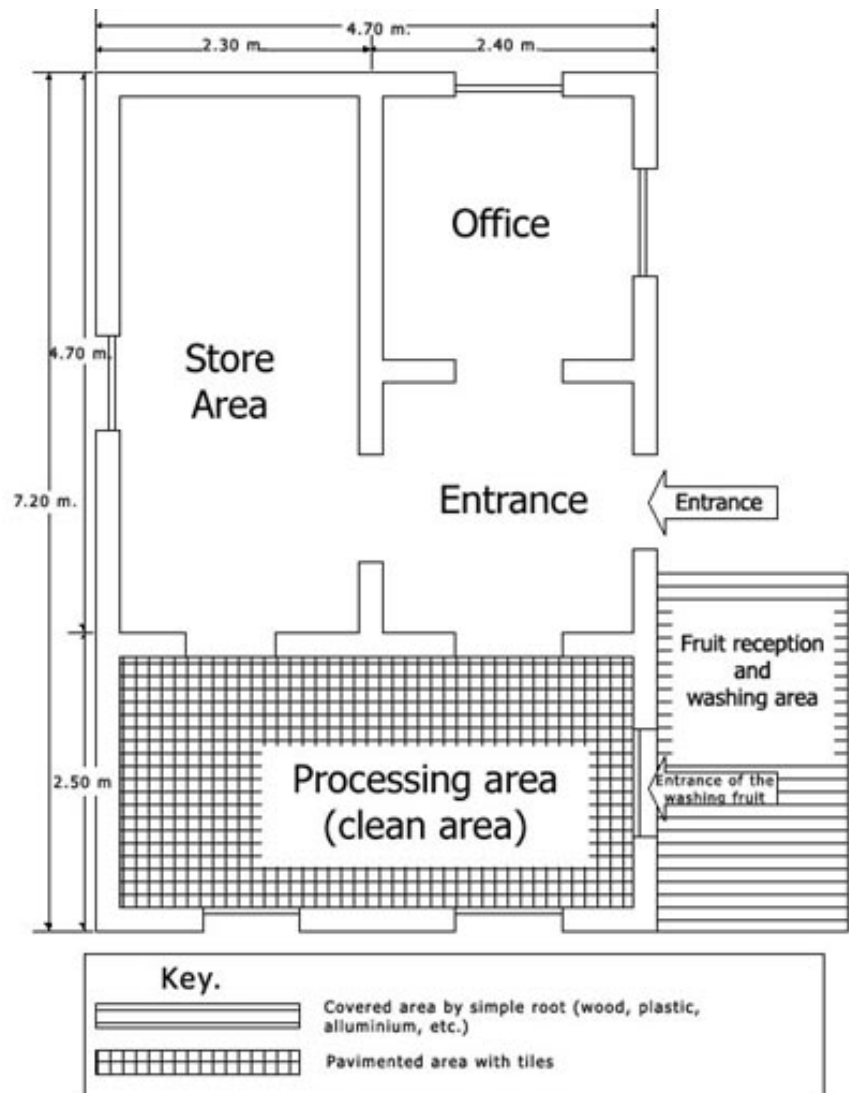 4.70 m.
2.30 m.
2.40 m.
Office
Store
Area
4.70 m.
7.20 m.
Entrance
Entrance
Fruit reception
and
washing area
2.50 m
Processing area
(clean area)
Entrance of the
washing fruit
Key.
Covered area by simple root (wood, plastic,
alluminium, etc.)
Pavimented area with tiles